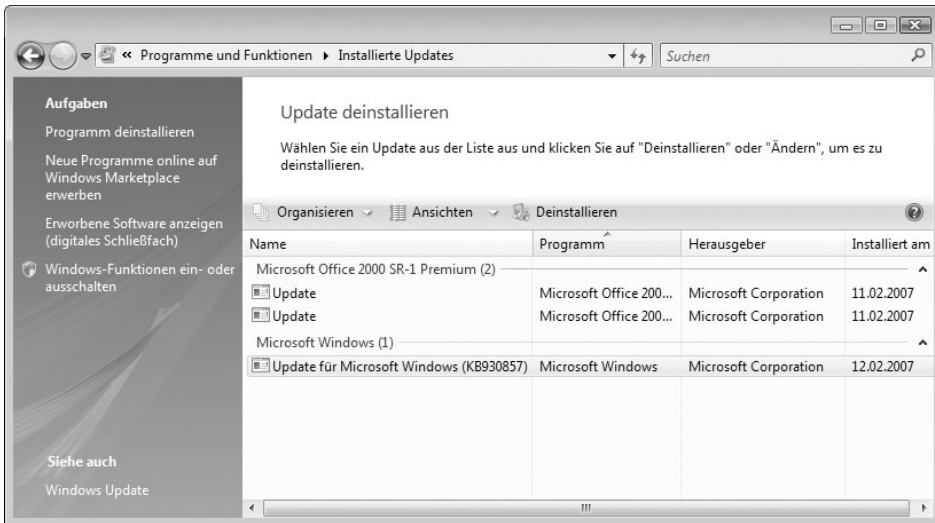 « Programme und Funktionen ▸ Installierte Updates
Suchen
Aufgaben
Programm deinstallieren
Neue Programme online auf
Windows Marketplace
erwerben
Erworbene Software anzeigen
(digitales Schließfach)
Windows-Funktionen ein- oder
ausschalten
Siehe auch
Windows Update
Update deinstallieren
Wählen Sie ein Update aus der Liste aus und klicken Sie auf "Deinstallieren" oder "Ändern", um es zu
deinstallieren.
Organisieren Ansichten Deinstallieren
Name Programm Herausgeber Installiert am
Microsoft Office 2000 SR-1 Premium (2)
Update Microsoft Office 200... Microsoft Corporation 11.02.2007
Update Microsoft Office 200... Microsoft Corporation 11.02.2007
Microsoft Windows (1)
Update für Microsoft Windows (KB930857) Microsoft Windows Microsoft Corporation 12.02.2007